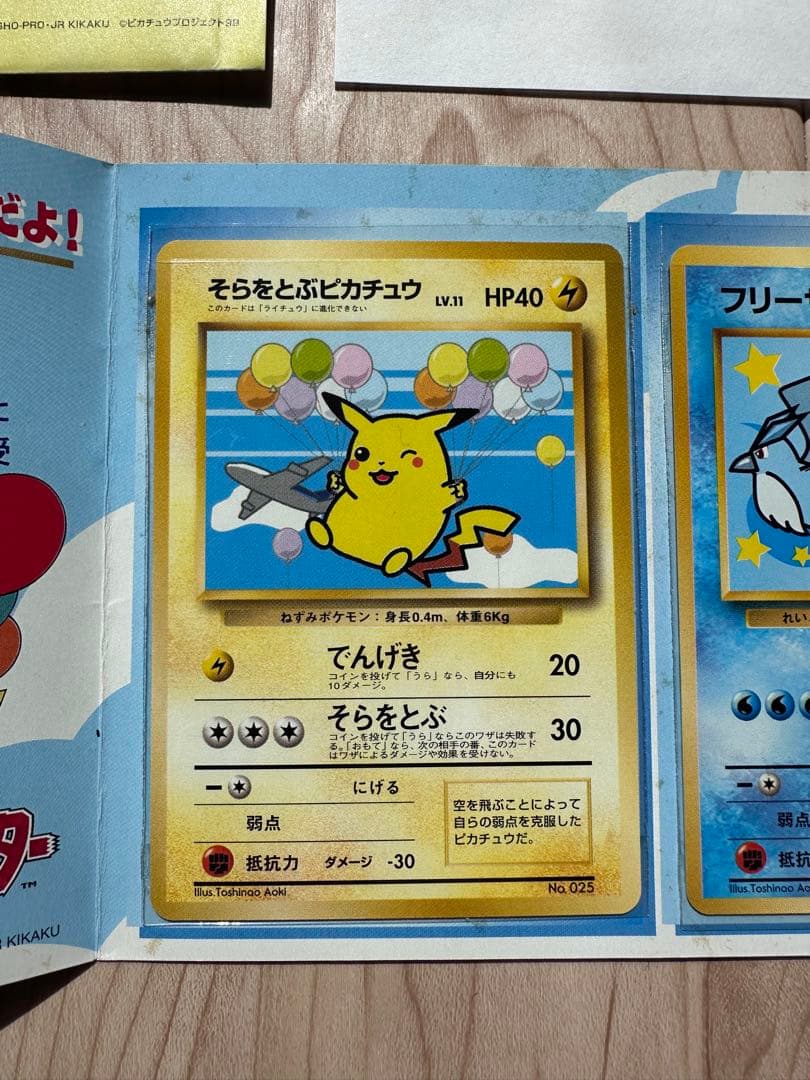 SHO-PRO・JR KIKAKU ©ピカチュウプロジェクト99
だよ!
そらをとぶピカチュウ LV.11 HP40
このカードは「ライチュウ」に進化できない
ねずみポケモン：身長0.4m、体重6Kg
でんげき 20
コインを投げて「うら」なら、自分にも
10ダメージ。
そらをとぶ 30
コインを投げて「うら」ならこのワザは失敗す
る。「おもて」なら、次の相手の番、このカード
はワザによるダメージや効果を受けない。
にげる
弱点
抵抗力 ダメージ -30
空を飛ぶことによって
自らの弱点を克服した
ピカチュウだ。
Illus.Toshinao Aoki No. 025
フリーザ
れい
弱点
抵抗力
Illus.Toshinao Ao
に
愛
ター
TM
R KIKAKU